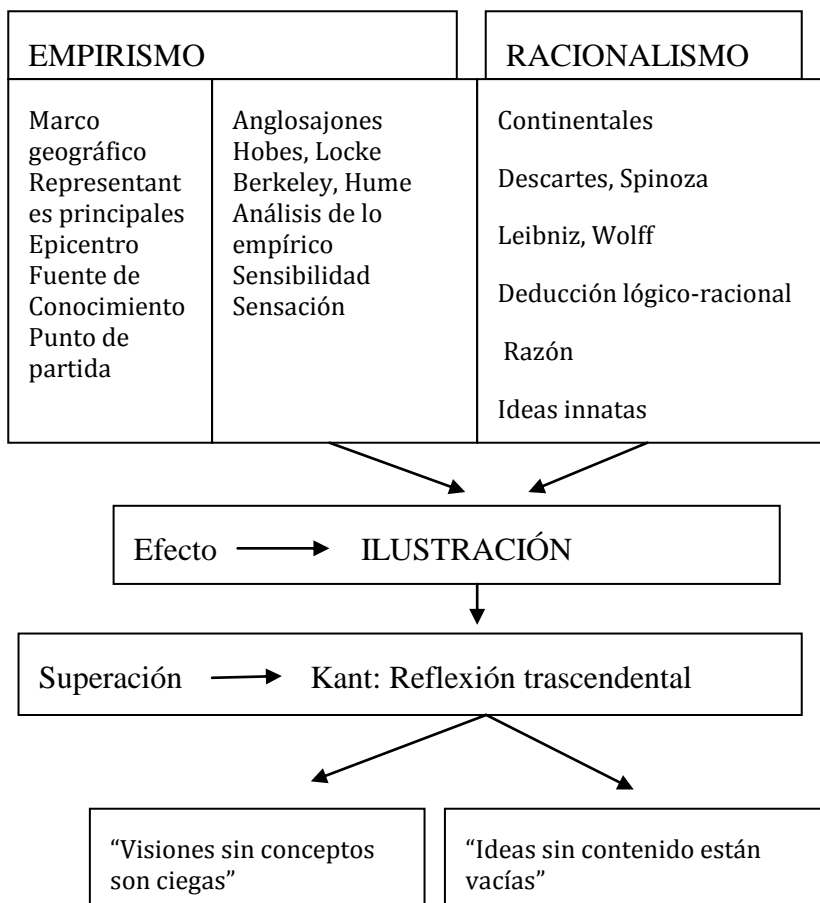 EMPIRISMO
RACIONALISMO
Marco
geográfico
Representant
es principales
Epicentro
Fuente de
Conocimiento
Punto de
partida
Anglosajones
Hobes, Locke
Berkeley, Hume
Análisis de lo
empírico
Sensibilidad
Sensación
Continentales
Descartes, Spinoza
Leibniz, Wolff
Deducción lógico-racional
Razón
Ideas innatas
Efecto ILUSTRACIÓN
Superación Kant: Reflexión trascendental
“Visiones sin conceptos
son ciegas”
“Ideas sin contenido están
vacías”